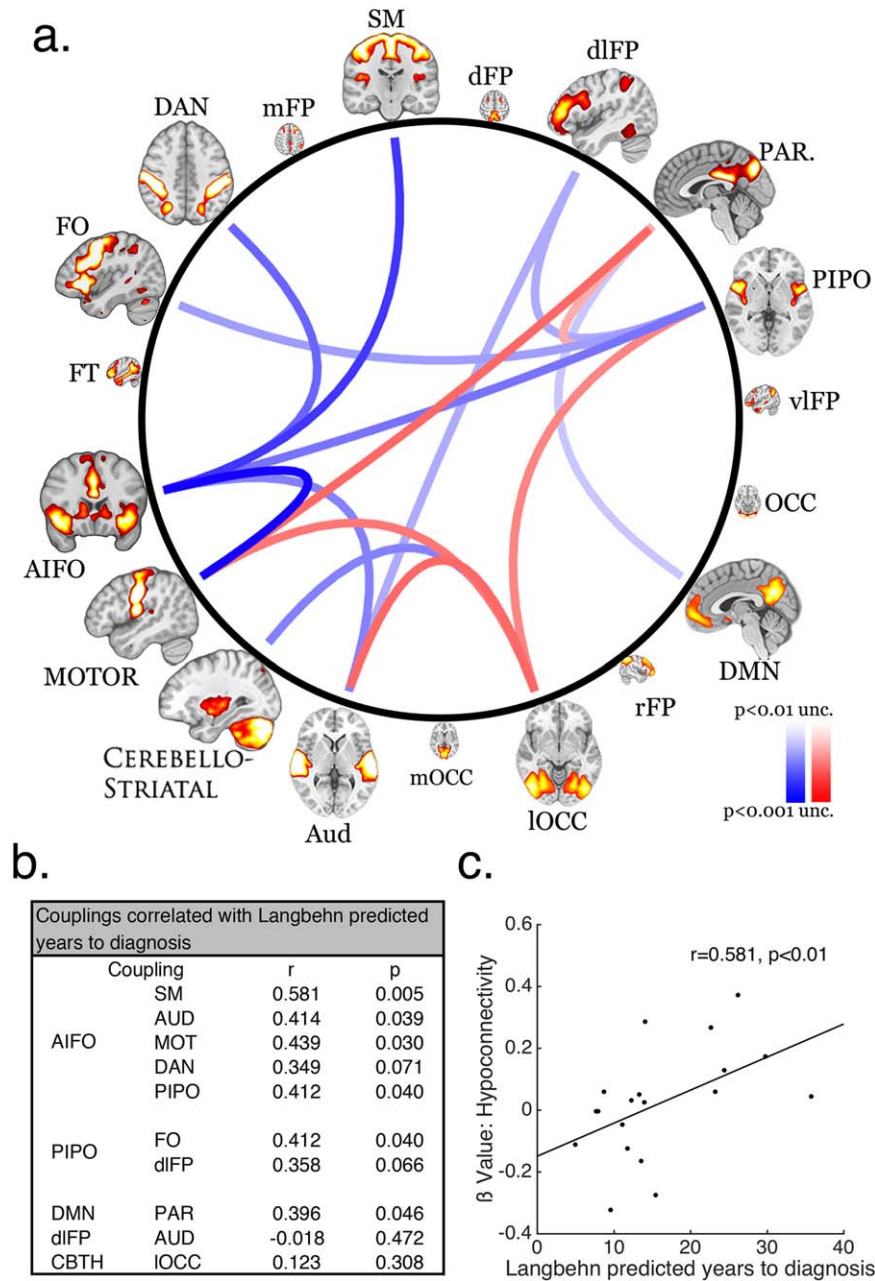 a.
SM
dFP
dlFP
mFP
DAN
PAR.
FO
PIPO
FT
vlFP
OCC
AIFO
MOTOR
DMN
rFP
CEREBELLO-
STRIATAL
mOCC
Aud
lOCC
p<0.01 unc.
p<0.001 unc.
b.
Couplings correlated with Langbehn predicted
years to diagnosis
Coupling r p
SM 0.581 0.005
AUD 0.414 0.039
AIFO MOT 0.439 0.030
DAN 0.349 0.071
PIPO 0.412 0.040
PIPO FO 0.412 0.040
dlFP 0.358 0.066
DMN PAR 0.396 0.046
dlFP AUD -0.018 0.472
CBTH lOCC 0.123 0.308
c.
r=0.581, p<0.01
ß Value: Hypoconnectivity
0.6
0.4
0.2
0
-0.2
-0.4
0 10 20 30 40
Langbehn predicted years to diagnosis